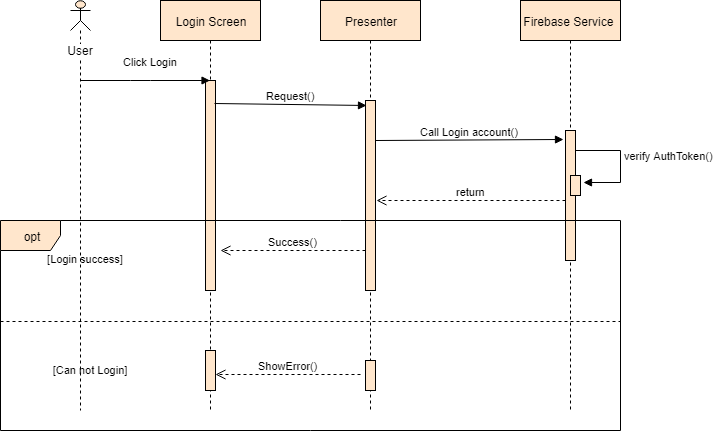 Login Screen
Presenter
Firebase Service
User
Click Login
Request()
Call Login account()
verify AuthToken()
return
opt
Success()
[Login success]
ShowError()
[Can not Login]